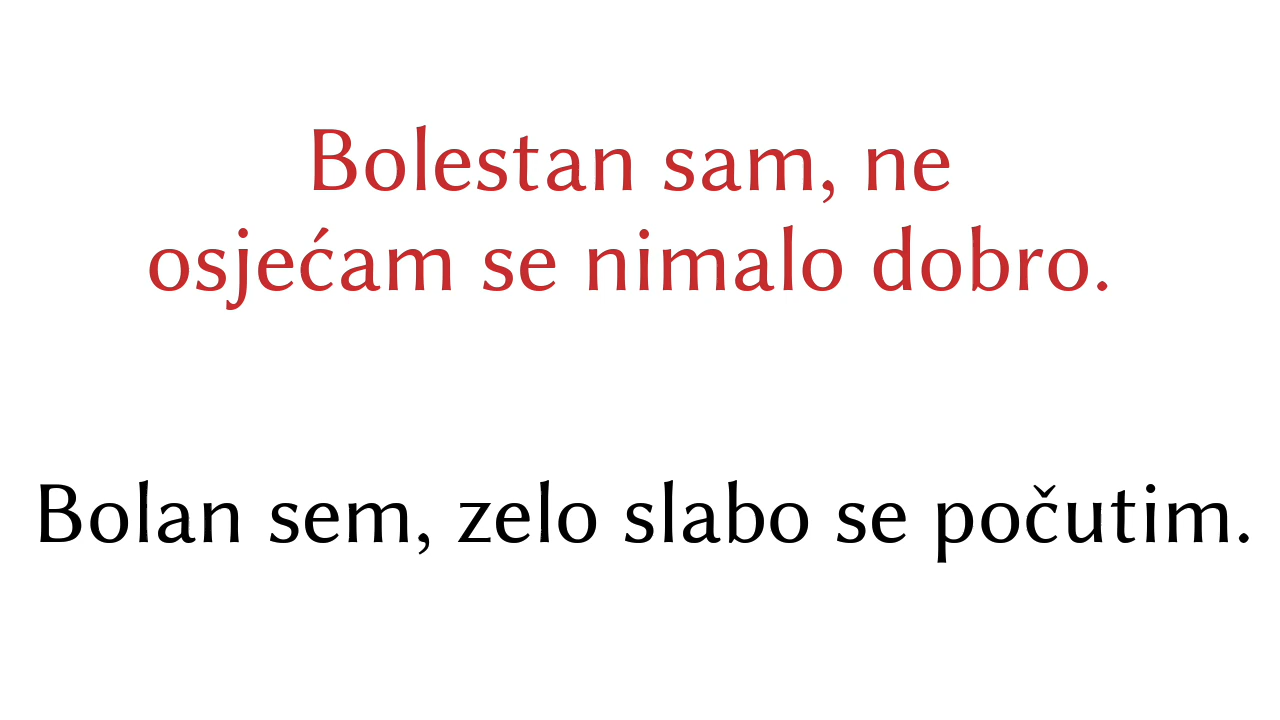 Bolestan sam, ne
osjećam se nimalo dobro.
Bolan sem, zelo slabo se počutim.